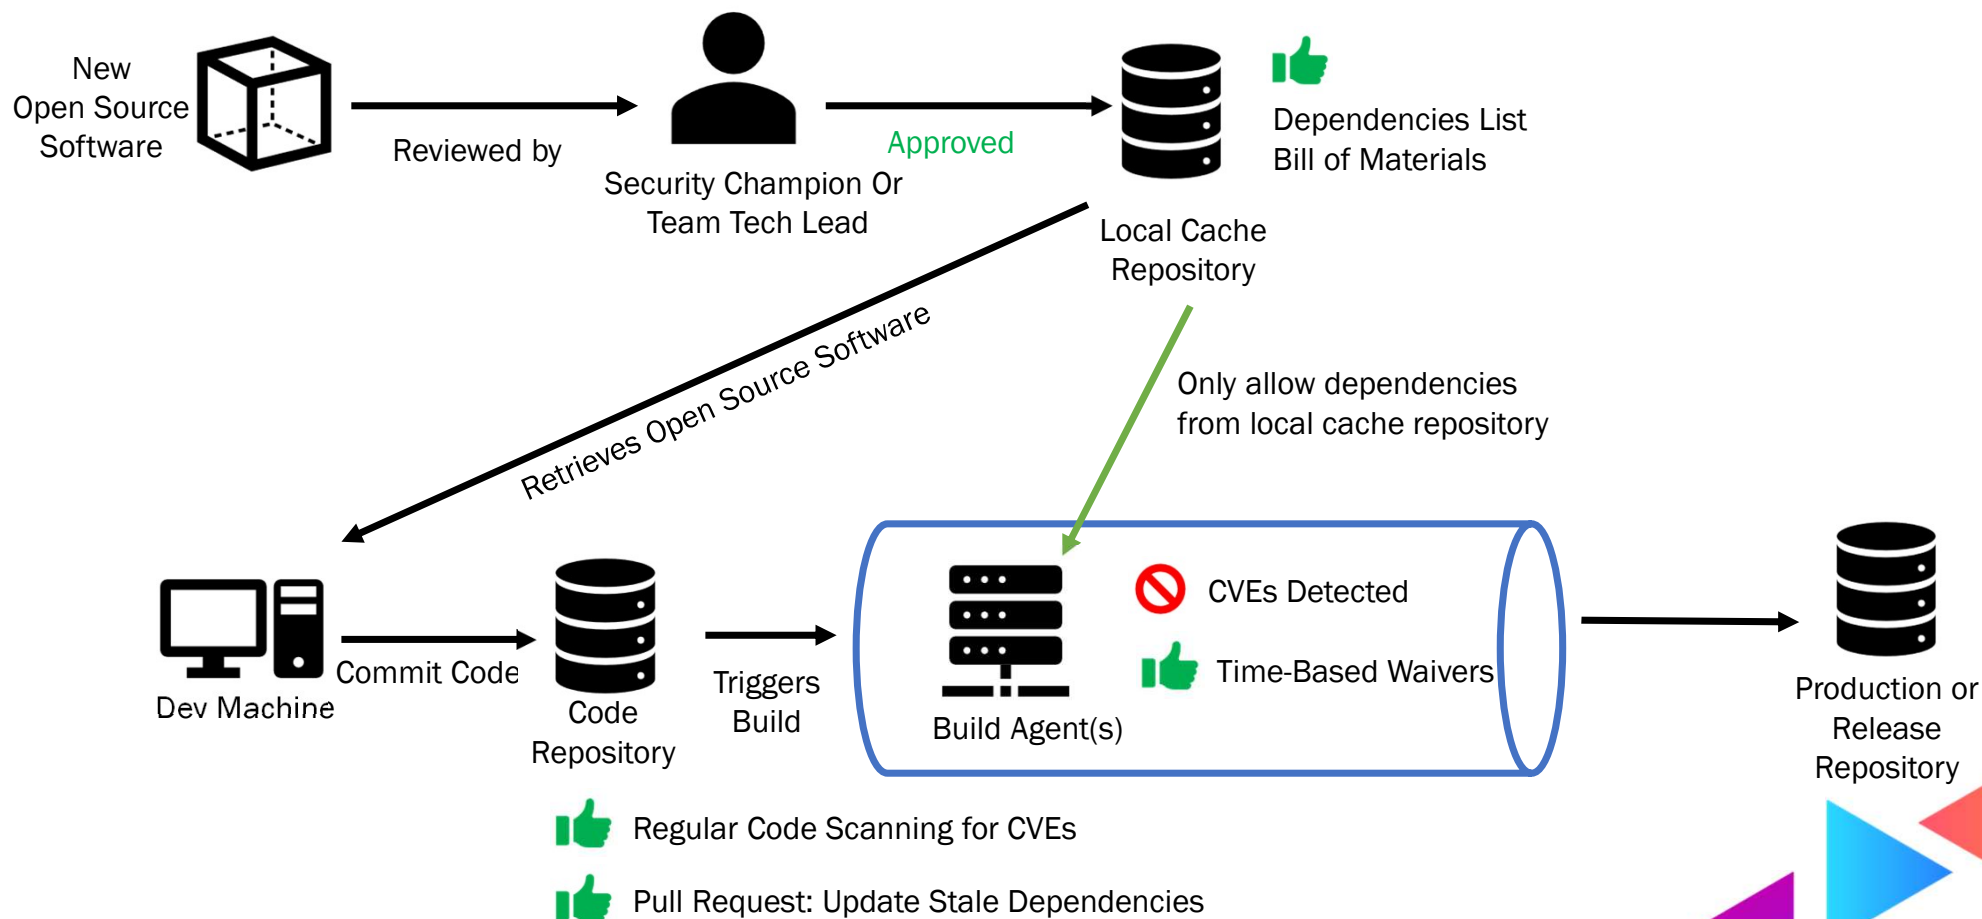 New
Open Source
Software
Reviewed by
Security Champion Or
Team Tech Lead
Approved
Dependencies List
Bill of Materials
Local Cache
Repository
Retrieves Open Source Software
Only allow dependencies
from local cache repository
Dev Machine
Commit Code
Code
Repository
Triggers
Build
Build Agent(s)
CVEs Detected
Time-Based Waivers
Production or
Release
Repository
Regular Code Scanning for CVEs
Pull Request: Update Stale Dependencies